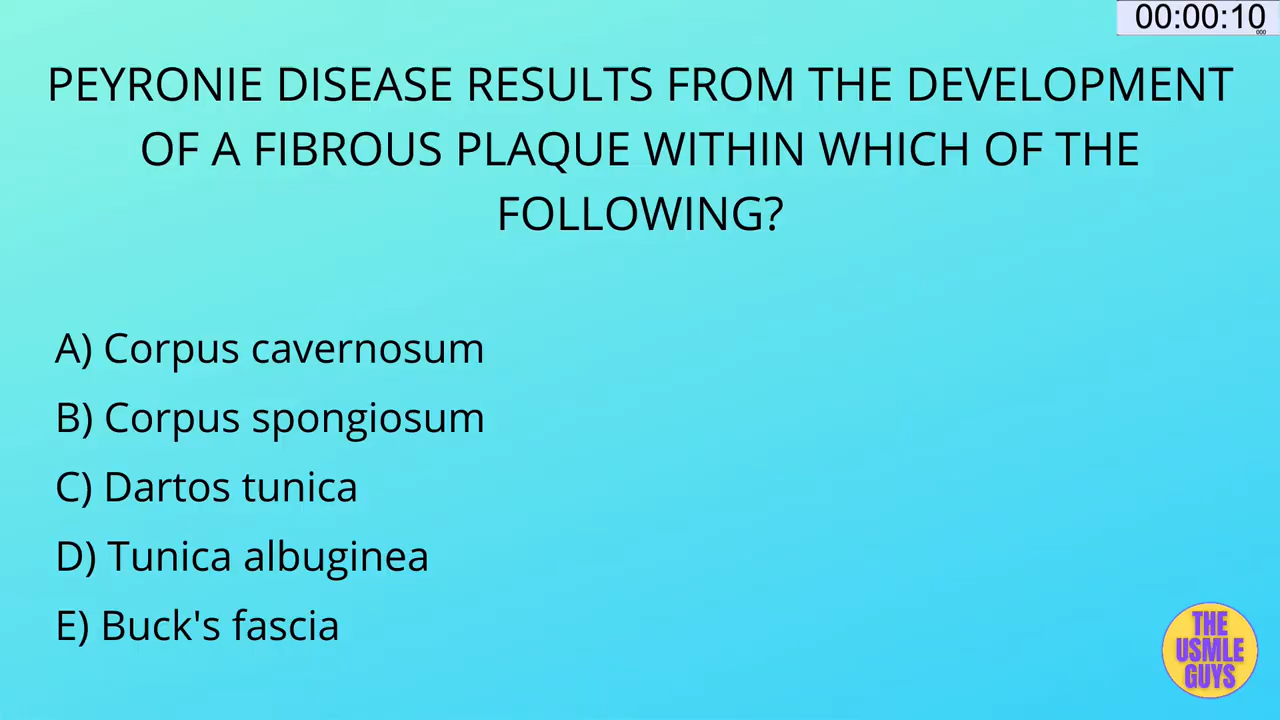 00:00:10
000
PEYRONIE DISEASE RESULTS FROM THE DEVELOPMENT
OF A FIBROUS PLAQUE WITHIN WHICH OF THE
FOLLOWING?
A) Corpus cavernosum
B) Corpus spongiosum
C) Dartos tunica
D) Tunica albuginea
E) Buck's fascia
THE
USMLE
GUYS